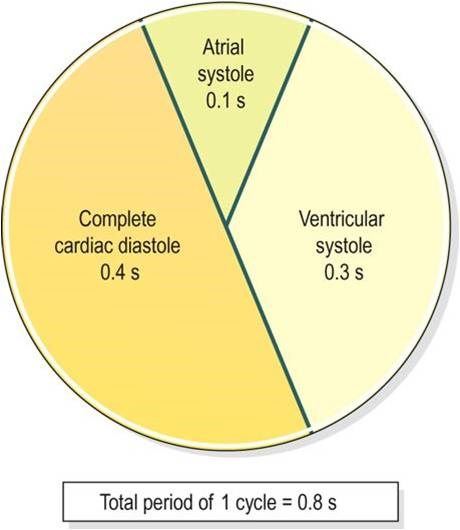 Atrial
systole
0.1 s
Complete
cardiac diastole
0.4 s
Ventricular
systole
0.3 s
Total period of 1 cycle = 0.8 s